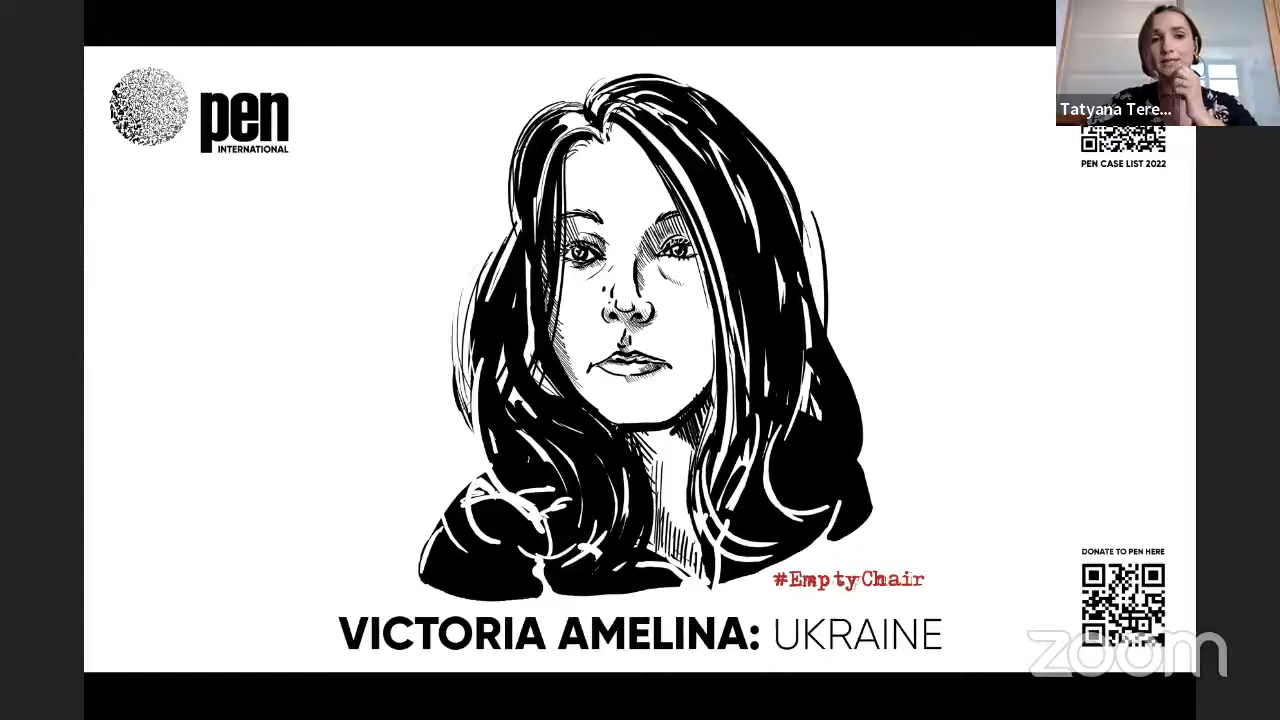 pen
INTERNATIONAL
Tatyana Tere...
PEN CASE LIST 2022
DONATE TO PEN HERE
#EmptyChair
VICTORIA AMELINA: UKRAINE
zoom